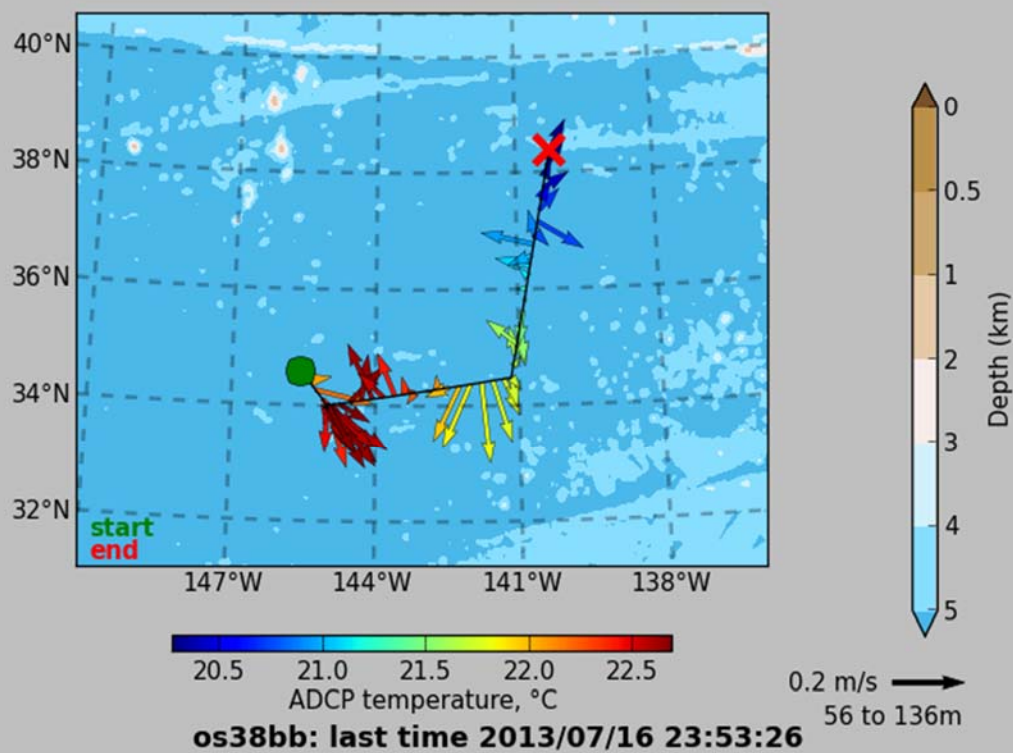 40°N
38°N
36°N
34°N
32°N
start
end
147°W 144°W 141°W 138°W
0
0.5
1
2
3
4
5
Depth (km)
20.5 21.0 21.5 22.0 22.5
ADCP temperature, °C
0.2 m/s
56 to 136m
os38bb: last time 2013/07/16 23:53:26